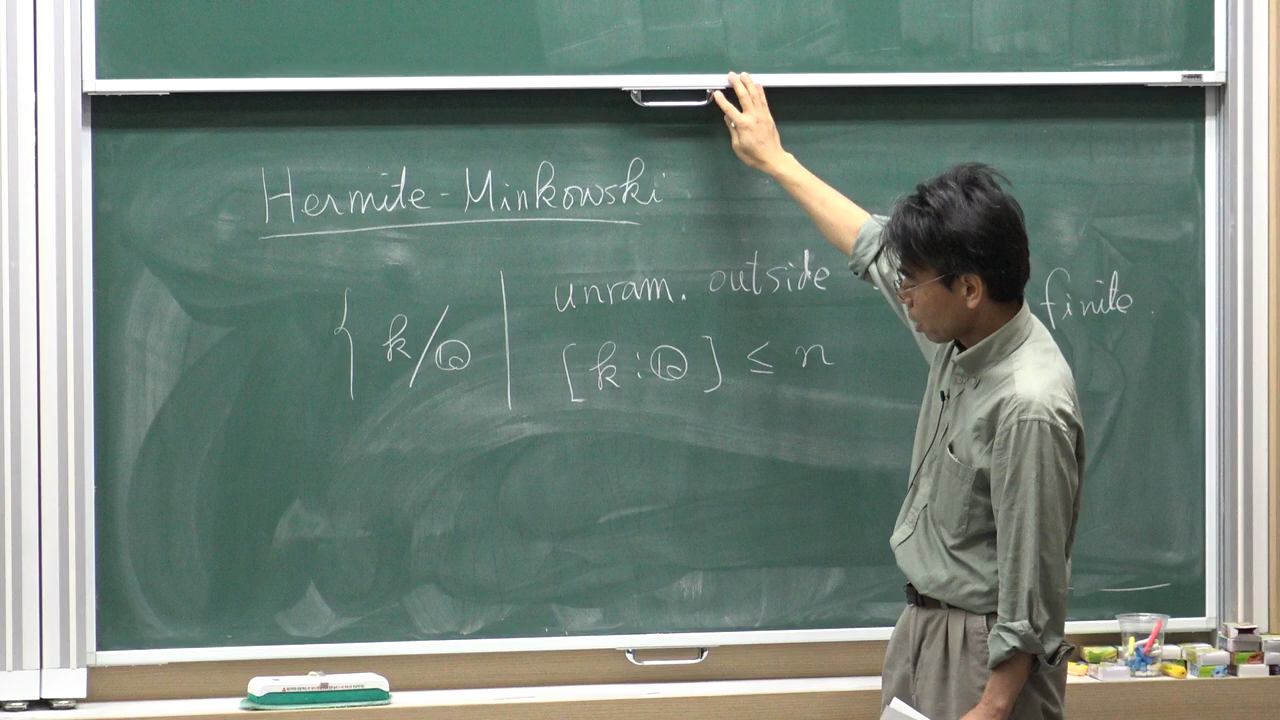 Hermite-Minkowski
{ k/ℚ | unram. outside finite.
[k:ℚ] ≤ n